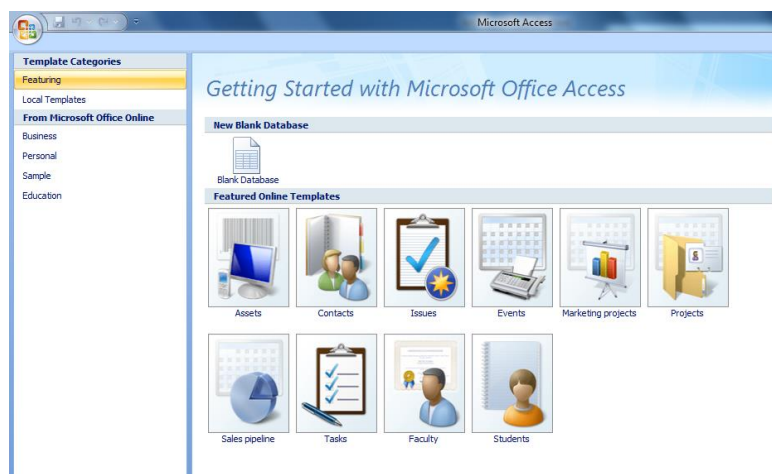 Microsoft Access
Template Categories
Featuring
Local Templates
From Microsoft Office Online
Business
Personal
Sample
Education
Getting Started with Microsoft Office Access
New Blank Database
Blank Database
Featured Online Templates
Assets
Contacts
Issues
Events
Marketing projects
Projects
Sales pipeline
Tasks
Faculty
Students